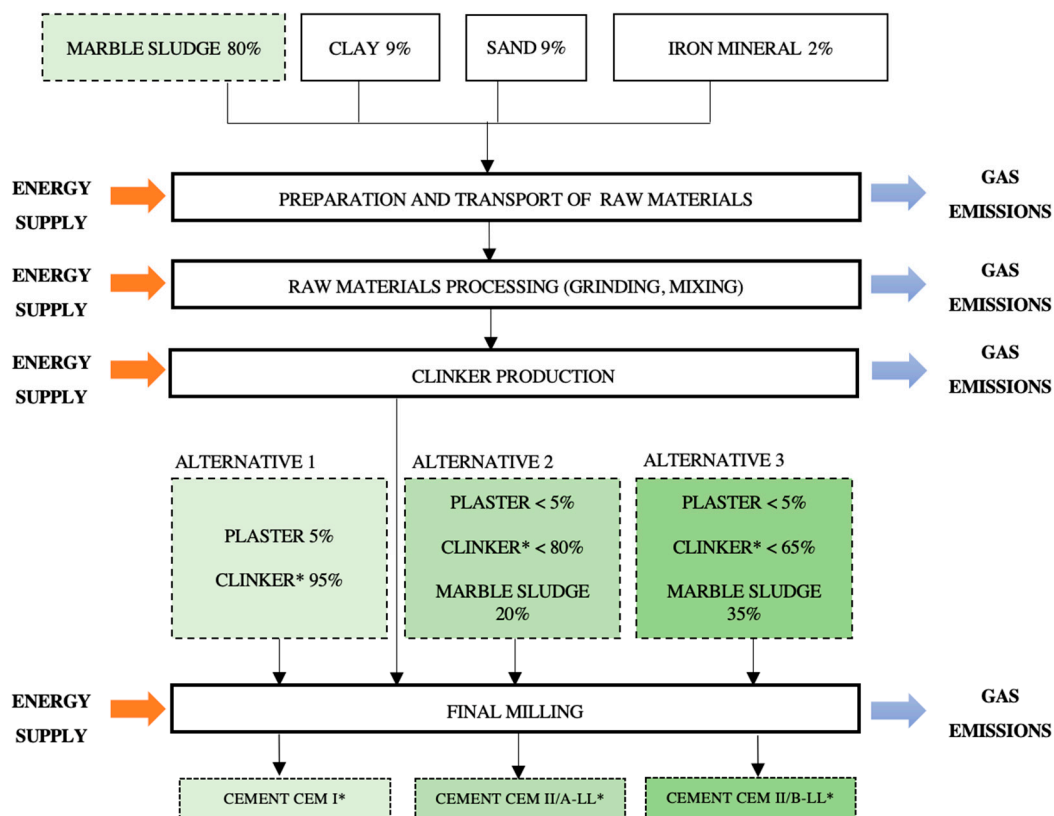 MARBLE SLUDGE 80%
CLAY 9%
SAND 9%
IRON MINERAL 2%
ENERGY
SUPPLY
PREPARATION AND TRANSPORT OF RAW MATERIALS
GAS
EMISSIONS
ENERGY
SUPPLY
RAW MATERIALS PROCESSING (GRINDING, MIXING)
GAS
EMISSIONS
ENERGY
SUPPLY
CLINKER PRODUCTION
GAS
EMISSIONS
ALTERNATIVE 1
PLASTER 5%
CLINKER* 95%
ALTERNATIVE 2
PLASTER < 5%
CLINKER* < 80%
MARBLE SLUDGE
20%
ALTERNATIVE 3
PLASTER < 5%
CLINKER* < 65%
MARBLE SLUDGE
35%
ENERGY
SUPPLY
FINAL MILLING
GAS
EMISSIONS
CEMENT CEM I*
CEMENT CEM II/A-LL*
CEMENT CEM II/B-LL*